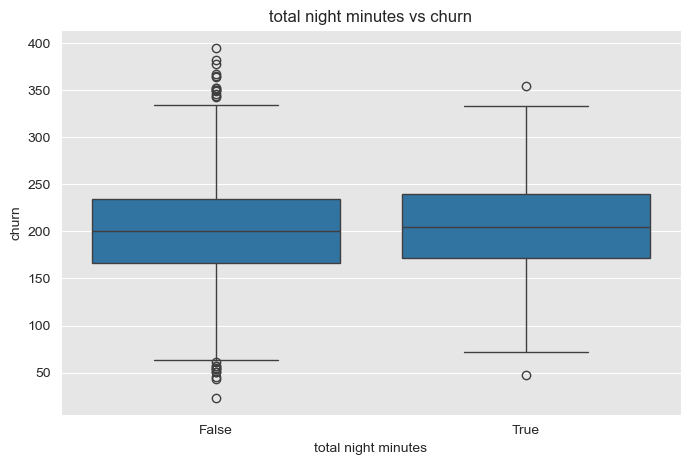 total night minutes vs churn
400
350
300
250
200
150
100
50
churn
False
True
total night minutes